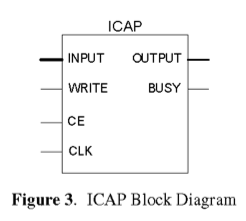 ICAP
INPUT OUTPUT
WRITE BUSY
CE
CLK
Figure 3. ICAP Block Diagram